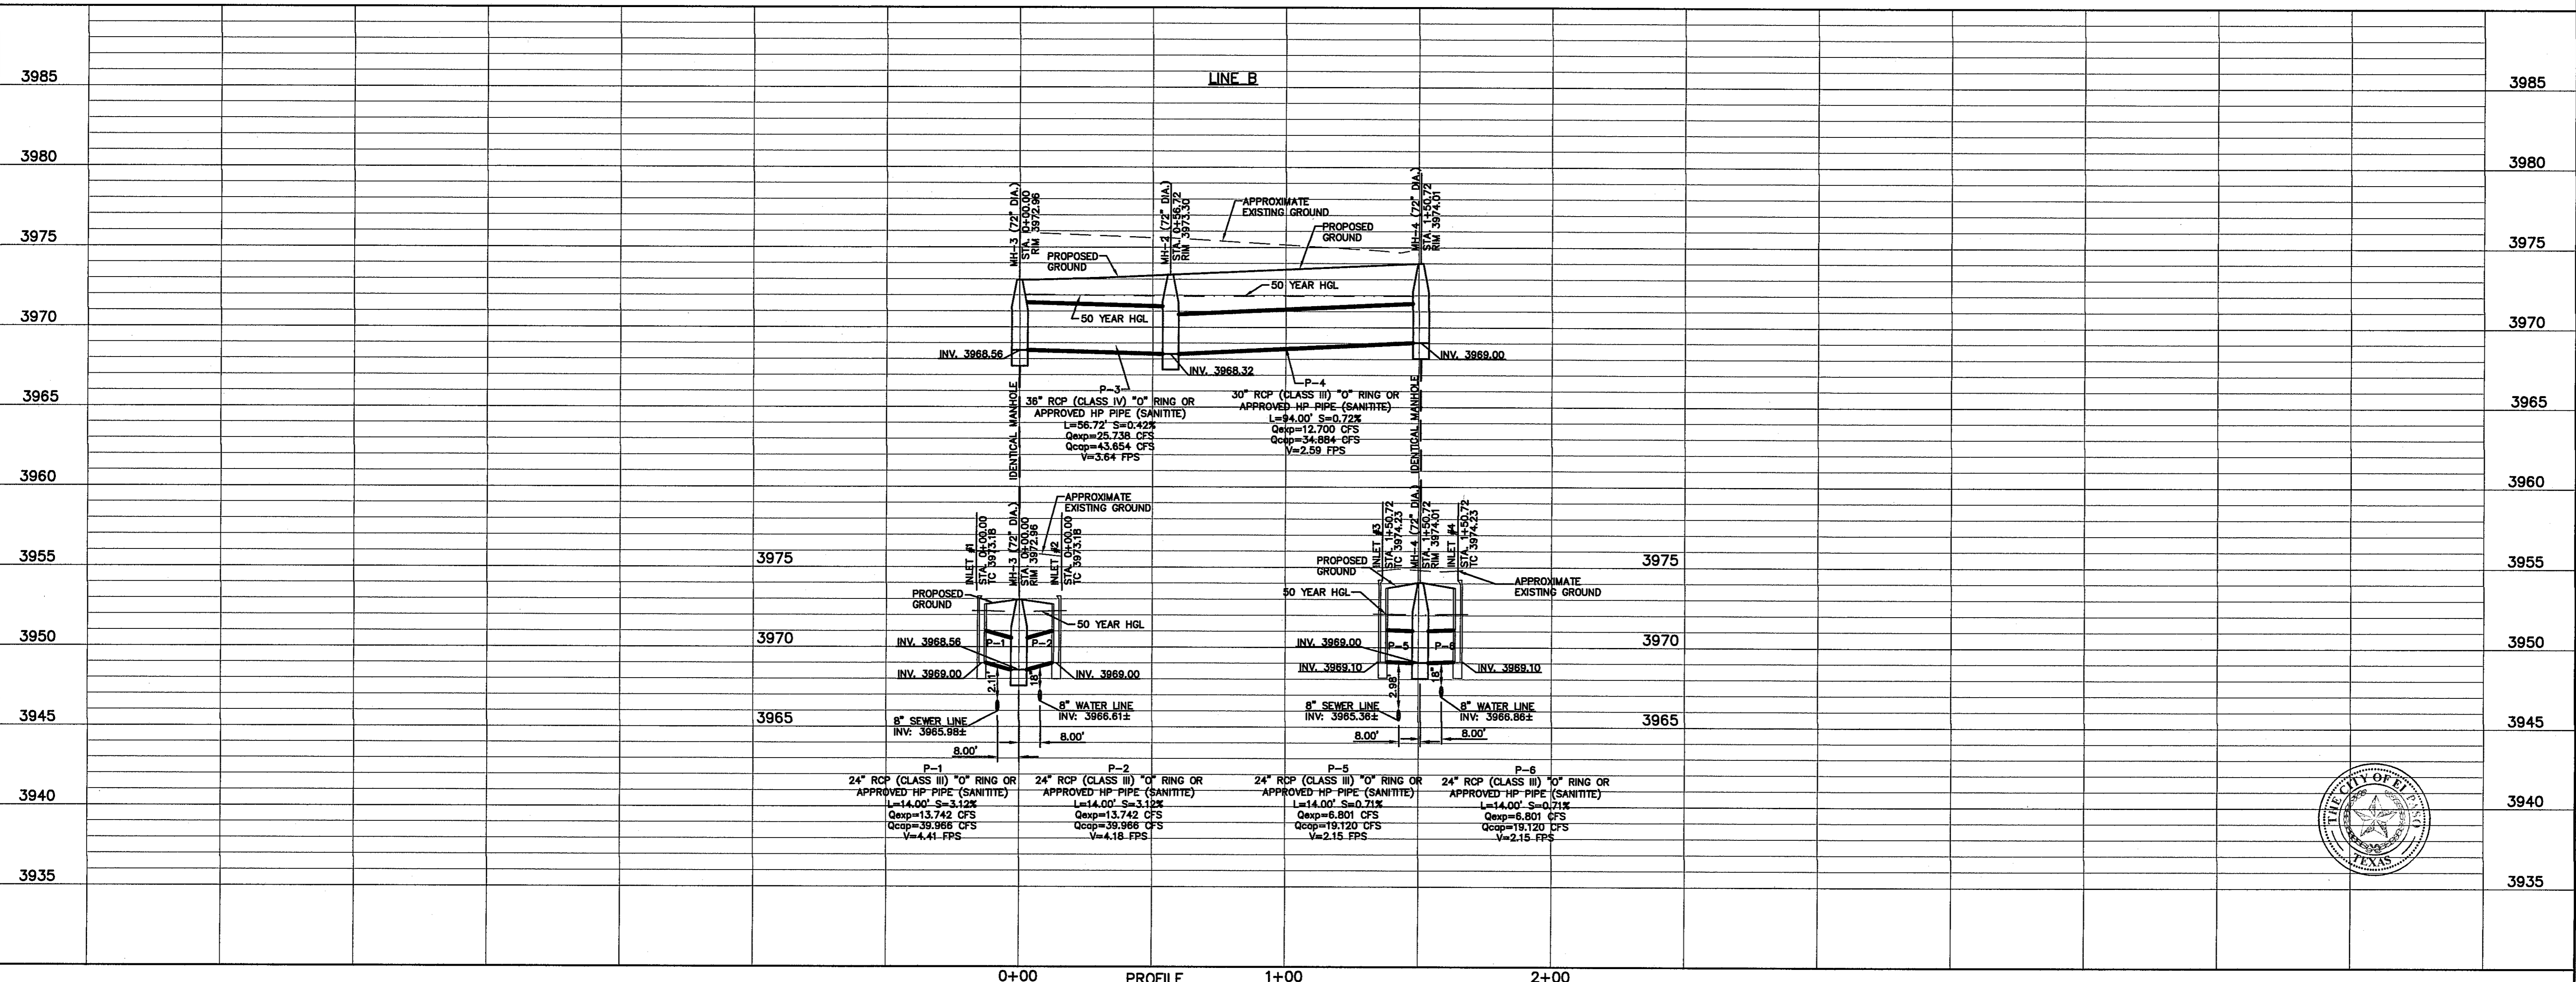 LINE B
3985
3985
3980
3980
3975
3975
3970
3970
3965
3965
3960
3960
3955
3955
3950
3950
3945
3945
3940
3940
3935
3935
MH-3 (72" DIA.)
STA. 0+00.00
RIM 3972.96
MH-2 (72" DIA.)
STA. 0+56.72
RIM 3973.30
MH-4 (72" DIA.)
STA. 1+50.72
RIM 3974.01
APPROXIMATE
EXISTING GROUND
PROPOSED
GROUND
PROPOSED
GROUND
50 YEAR HGL
50 YEAR HGL
INV. 3968.56
INV. 3968.32
INV. 3969.00
P-3
36" RCP (CLASS IV) "O" RING OR
APPROVED HP PIPE (SANITITE)
L=56.72' S=0.42%
Qexp=25.738 CFS
Qcap=43.654 CFS
V=3.64 FPS
P-4
30" RCP (CLASS III) "O" RING OR
APPROVED HP PIPE (SANITITE)
L=94.00' S=0.72%
Qexp=12.700 CFS
Qcap=34.884 CFS
V=2.59 FPS
IDENTICAL MANHOLE
IDENTICAL MANHOLE
INLET #1
STA. 0+00.00
TC 3973.18
MH-3 (72" DIA.)
STA. 0+00.00
RIM 3972.96
INLET #2
STA. 0+00.00
TC 3973.18
APPROXIMATE
EXISTING GROUND
PROPOSED
GROUND
50 YEAR HGL
P-1
P-2
INV. 3968.56
INV. 3969.00
INV. 3969.00
2.11'
18"
8" SEWER LINE
INV: 3965.98±
8" WATER LINE
INV: 3966.61±
8.00'
8.00'
3975
3970
3965
INLET #3
STA. 1+50.72
TC 3974.23
MH-4 (72" DIA.)
STA. 1+50.72
RIM 3974.01
INLET #4
STA. 1+50.72
TC 3974.23
PROPOSED
GROUND
50 YEAR HGL
APPROXIMATE
EXISTING GROUND
P-5
P-6
INV. 3969.00
INV. 3969.10
INV. 3969.10
2.98'
18"
8" SEWER LINE
INV: 3965.36±
8" WATER LINE
INV: 3966.86±
8.00'
8.00'
3975
3970
3965
P-1
24" RCP (CLASS III) "O" RING OR
APPROVED HP PIPE (SANITITE)
L=14.00' S=3.12%
Qexp=13.742 CFS
Qcap=39.966 CFS
V=4.41 FPS
P-2
24" RCP (CLASS III) "O" RING OR
APPROVED HP PIPE (SANITITE)
L=14.00' S=3.12%
Qexp=13.742 CFS
Qcap=39.966 CFS
V=4.18 FPS
P-5
24" RCP (CLASS III) "O" RING OR
APPROVED HP PIPE (SANITITE)
L=14.00' S=0.71%
Qexp=6.801 CFS
Qcap=19.120 CFS
V=2.15 FPS
P-6
24" RCP (CLASS III) "O" RING OR
APPROVED HP PIPE (SANITITE)
L=14.00' S=0.71%
Qexp=6.801 CFS
Qcap=19.120 CFS
V=2.15 FPS
THE CITY OF EL PASO
TEXAS
0+00
PROFILE
1+00
2+00